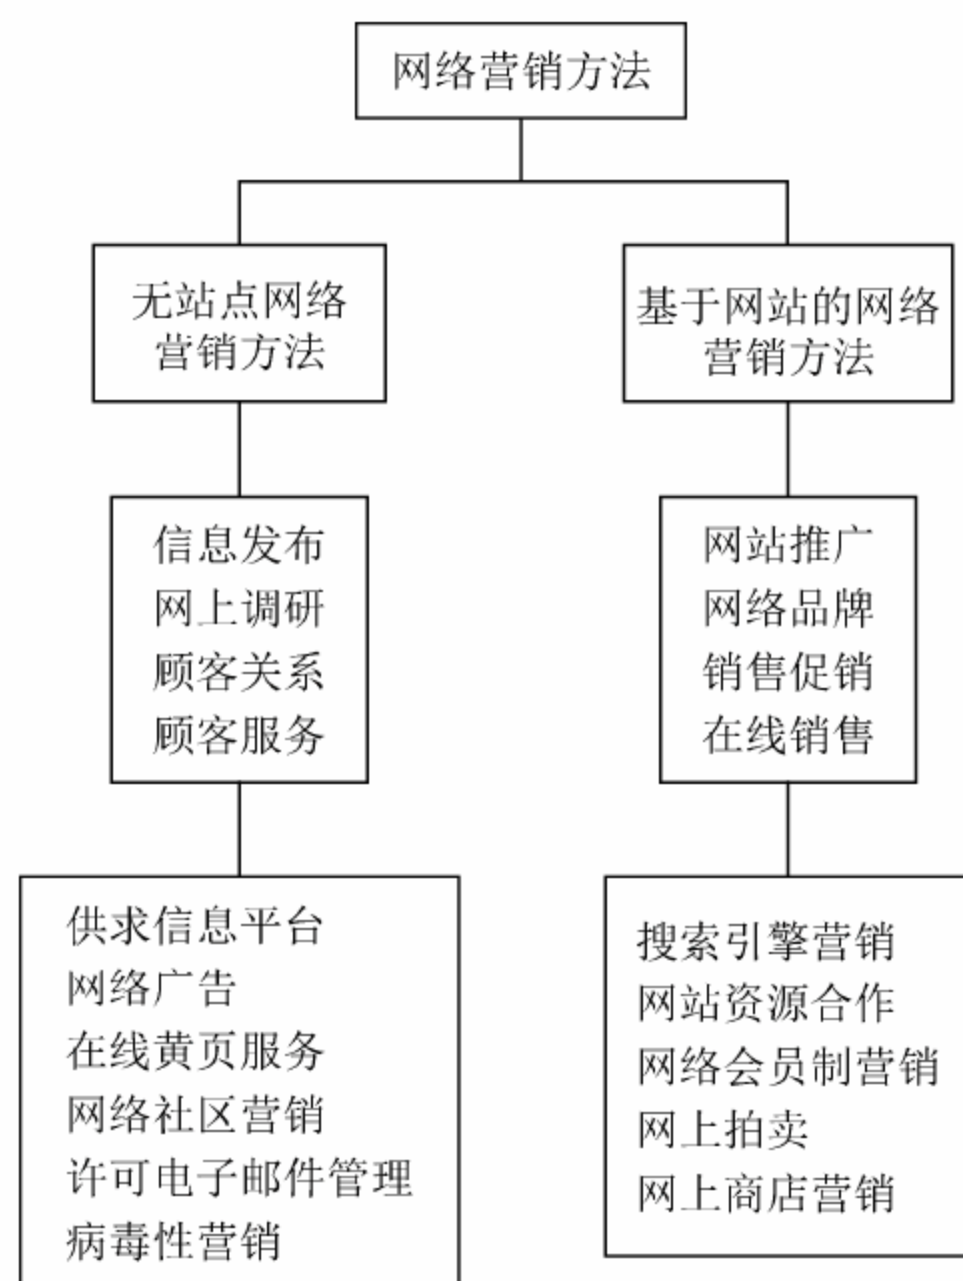 网络营销方法
无站点网络
营销方法
基于网站的网络
营销方法
信息发布
网上调研
顾客关系
顾客服务
网站推广
网络品牌
销售促销
在线销售
供求信息平台
网络广告
在线黄页服务
网络社区营销
许可电子邮件管理
病毒性营销
搜索引擎营销
网站资源合作
网络会员制营销
网上拍卖
网上商店营销